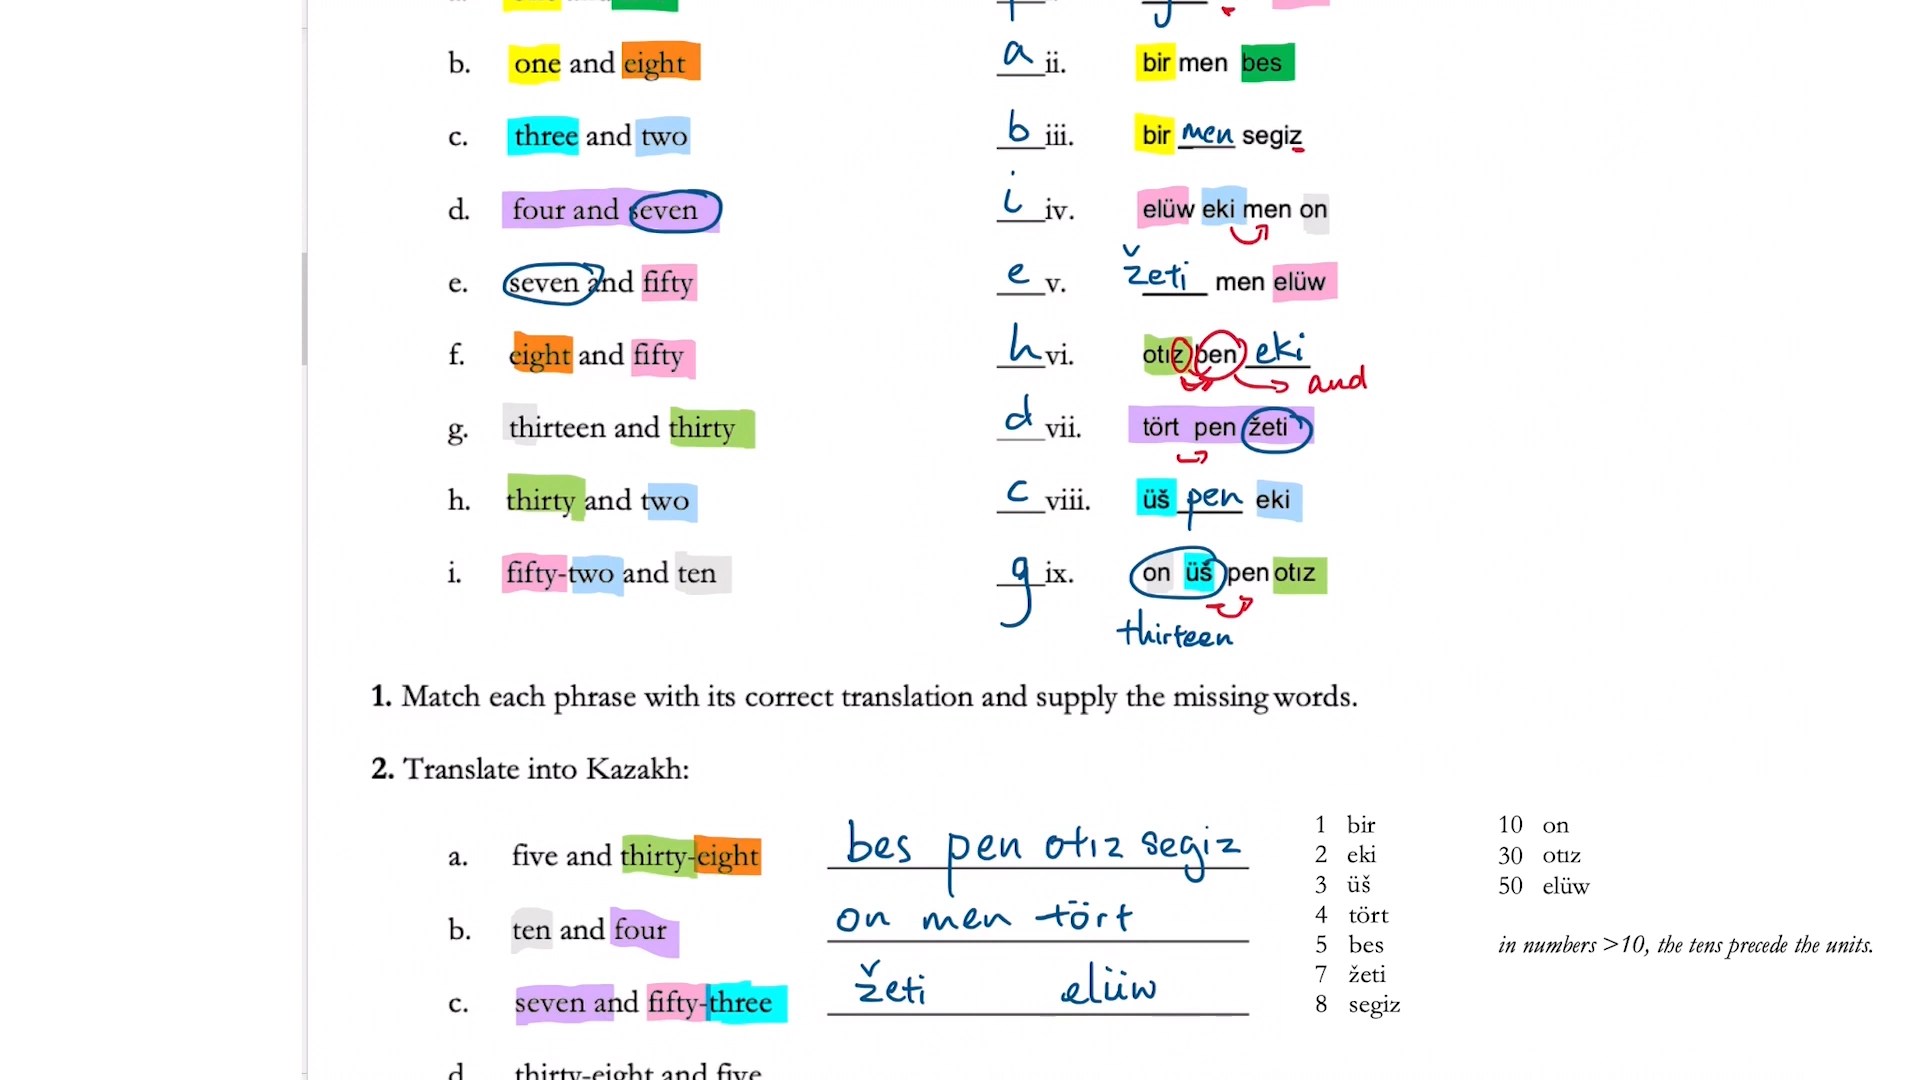 b. one and eight
a ii. bir men bes
c. three and two
b iii. bir men segiz
d. four and seven
i iv. elüw eki men on
e. seven and fifty
e v. žeti men elüw
f. eight and fifty
h vi. otız ben eki
and
g. thirteen and thirty
d vii. tört pen žeti
h. thirty and two
c viii. üš pen eki
i. fifty-two and ten
g ix. on üš pen otız
thirteen
1. Match each phrase with its correct translation and supply the missing words.
2. Translate into Kazakh:
a. five and thirty-eight bes pen otız segiz
b. ten and four on men tört
c. seven and fifty-three žeti elüw
d. thirty-eight and five
1 bir
2 eki
3 üš
4 tört
5 bes
7 žeti
8 segiz
10 on
30 otız
50 elüw
in numbers >10, the tens precede the units.